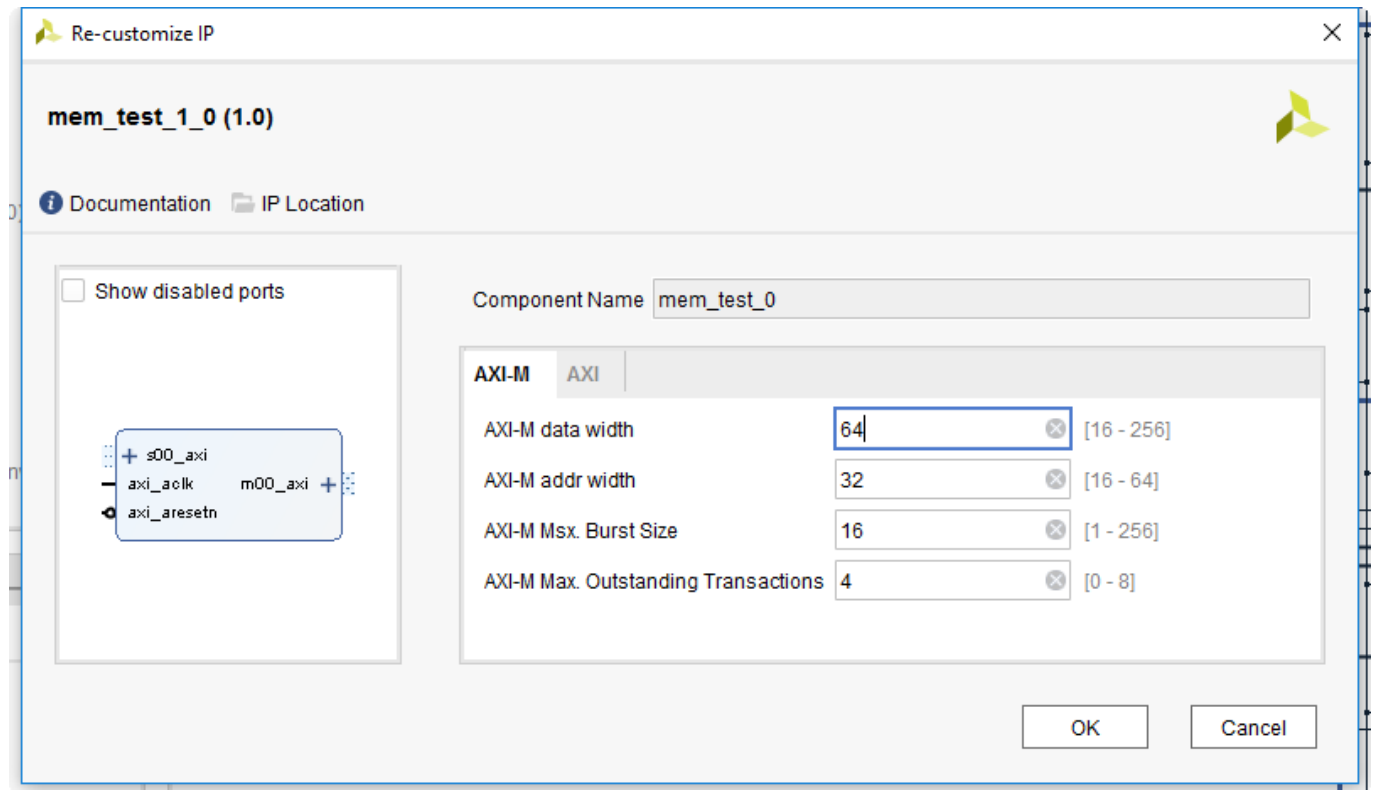 Re-customize IP
mem_test_1_0 (1.0)
Documentation IP Location
Show disabled ports
s00_axi
axi_aclk m00_axi
axi_aresetn
Component Name mem_test_0
AXI-M AXI
AXI-M data width 64 [16 - 256]
AXI-M addr width 32 [16 - 64]
AXI-M Msx. Burst Size 16 [1 - 256]
AXI-M Max. Outstanding Transactions 4 [0 - 8]
OK Cancel